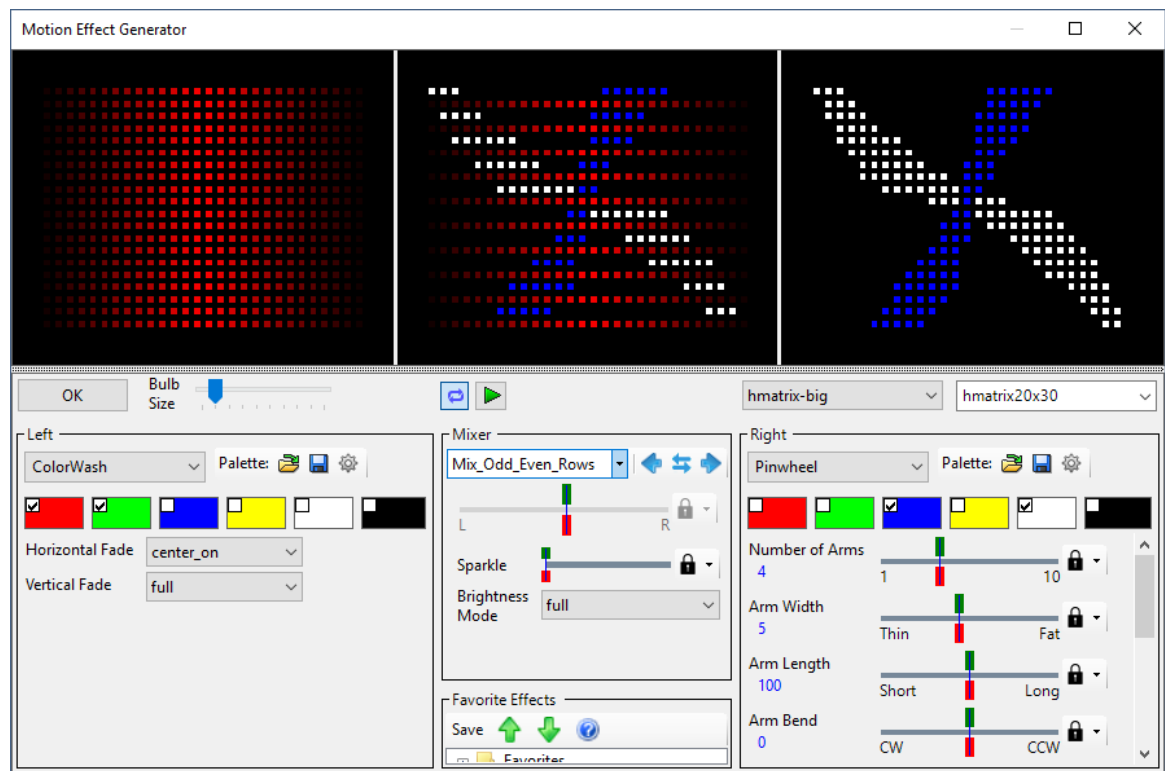 Motion Effect Generator
OK
Bulb
Size
hmatrix-big
hmatrix20x30
Left
ColorWash
Palette:
Horizontal Fade
center_on
Vertical Fade
full
Mixer
Mix_Odd_Even_Rows
L
R
Sparkle
Brightness
Mode
full
Favorite Effects
Save
Favorites
Right
Pinwheel
Palette:
Number of Arms
4
1
10
Arm Width
5
Thin
Fat
Arm Length
100
Short
Long
Arm Bend
0
CW
CCW